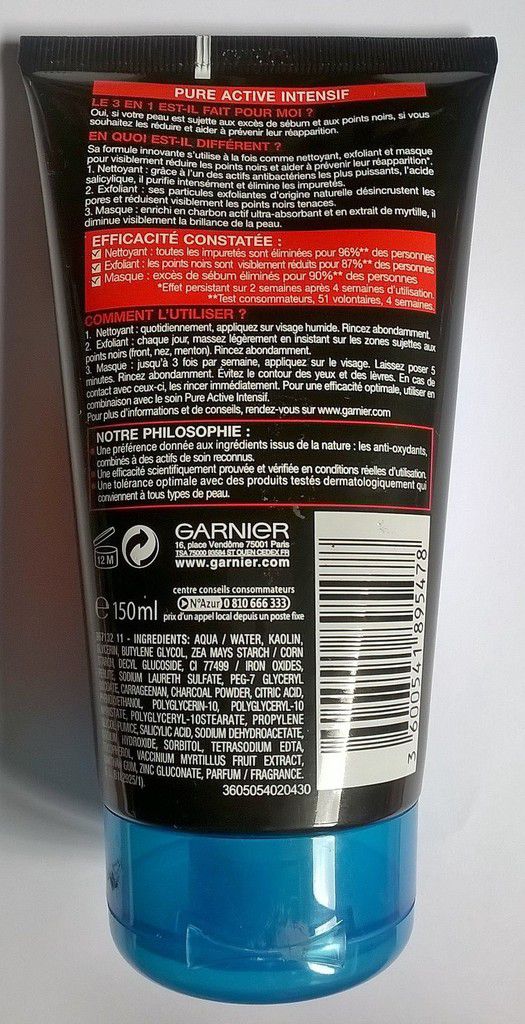 PURE ACTIVE INTENSIF
LE 3 EN 1 EST-IL FAIT POUR MOI ?
Oui, si votre peau est sujette aux excès de sébum et aux points noirs, si vous
souhaitez les réduire et aider à prévenir leur réapparition.
EN QUOI EST-IL DIFFÉRENT ?
Sa formule innovante s'utilise à la fois comme nettoyant, exfoliant et masque
pour visiblement réduire les points noirs et aider à prévenir leur réapparition*.
1. Nettoyant : grâce à l'un des actifs antibactériens les plus puissants, l'acide
salicylique, il purifie intensément et élimine les impuretés.
2. Exfoliant : ses particules exfoliantes d'origine naturelle désincrustent les
pores et réduisent visiblement les points noirs tenaces.
3. Masque : enrichi en charbon actif ultra-absorbant et en extrait de myrtille, il
diminue visiblement la brillance de la peau.
EFFICACITÉ CONSTATÉE :
Nettoyant : toutes les impuretés sont éliminées pour 96%** des personnes
Exfoliant : les points noirs sont visiblement réduits pour 87%** des personnes
Masque : excès de sébum éliminés pour 90%** des personnes
*Effet persistant sur 2 semaines après 4 semaines d'utilisation.
**Test consommateurs, 51 volontaires, 4 semaines.
COMMENT L'UTILISER ?
1. Nettoyant : quotidiennement, appliquez sur visage humide. Rincez abondamment.
2. Exfoliant : chaque jour, massez légèrement en insistant sur les zones sujettes aux
points noirs (front, nez, menton). Rincez abondamment.
3. Masque : jusqu'à 3 fois par semaine, appliquez sur le visage. Laissez poser 5
minutes. Rincez abondamment. Évitez le contour des yeux et des lèvres. En cas de
contact avec ceux-ci, les rincer immédiatement. Pour une efficacité optimale, utiliser en
combinaison avec le soin Pure Active Intensif.
Pour plus d'informations et de conseils, rendez-vous sur www.garnier.com
NOTRE PHILOSOPHIE :
Une préférence donnée aux ingrédients issus de la nature : les anti-oxydants,
combinés à des actifs de soin reconnus.
Une efficacité scientifiquement prouvée et vérifiée en conditions réelles d'utilisation.
Une tolérance optimale avec des produits testés dermatologiquement qui
conviennent à tous types de peau.
12 M
GARNIER
16, place Vendôme 75001 Paris
TSA 75000 93584 ST OUEN CEDEX FR
www.garnier.com
centre conseils consommateurs
N°Azur 0 810 666 333
prix d'un appel local depuis un poste fixe
e 150ml
11 - INGREDIENTS: AQUA / WATER, KAOLIN,
GLYCERIN, BUTYLENE GLYCOL, ZEA MAYS STARCH / CORN
STARCH, DECYL GLUCOSIDE, CI 77499 / IRON OXIDES,
SODIUM LAURETH SULFATE, PEG-7 GLYCERYL
CARRAGEENAN, CHARCOAL POWDER, CITRIC ACID,
POLYGLYCERIN-10, POLYGLYCERYL-10
POLYGLYCERYL-10STEARATE, PROPYLENE
PUMICE, SALICYLIC ACID, SODIUM DEHYDROACETATE,
HYDROXIDE, SORBITOL, TETRASODIUM EDTA,
VACCINIUM MYRTILLUS FRUIT EXTRACT,
GUM, ZINC GLUCONATE, PARFUM / FRAGRANCE.
3605054020430
3 600541 895478